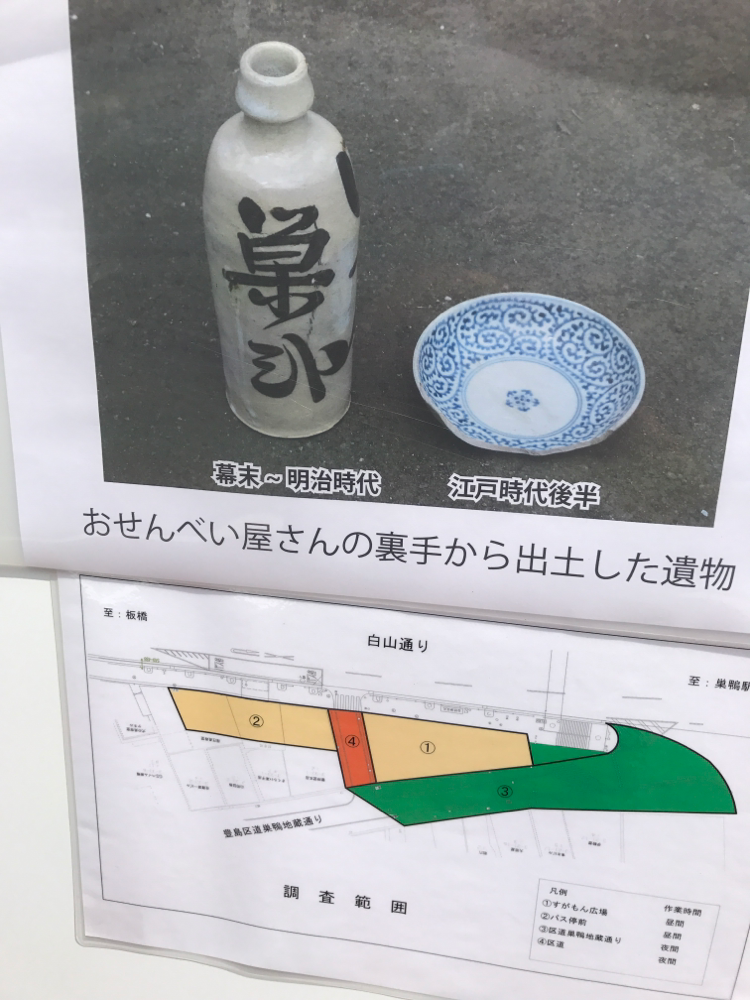 巣
幕末～明治時代
江戸時代後半
おせんべい屋さんの裏手から出土した遺物
至：板橋
白山通り
至：巣鴨駅
②
④
①
③
豊島区道巣鴨地蔵通り
調査範囲
凡例 作業時間
①すがもん広場 昼間
②バス停前 昼間
③区道巣鴨地蔵通り 夜間
④区道 夜間